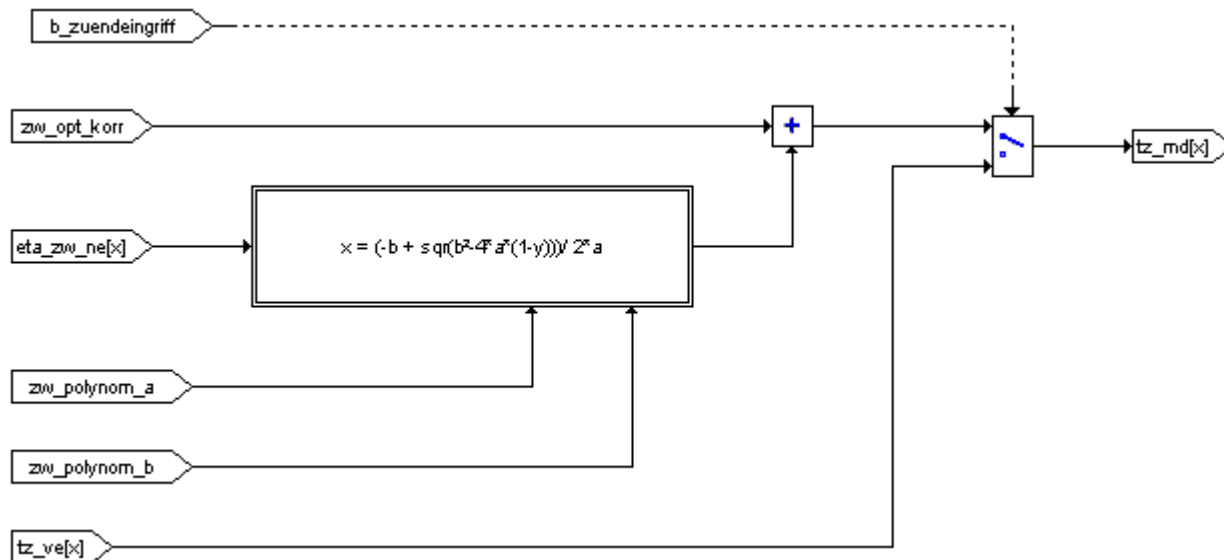 b_zuendeingriff
zw_opt_korr
+
tz_md[x]
eta_zw_ne[x]
x = (-b + sqr(b²-4*a*(1-y)))/ 2* a
zw_polynom_a
zw_polynom_b
tz_ve[x]